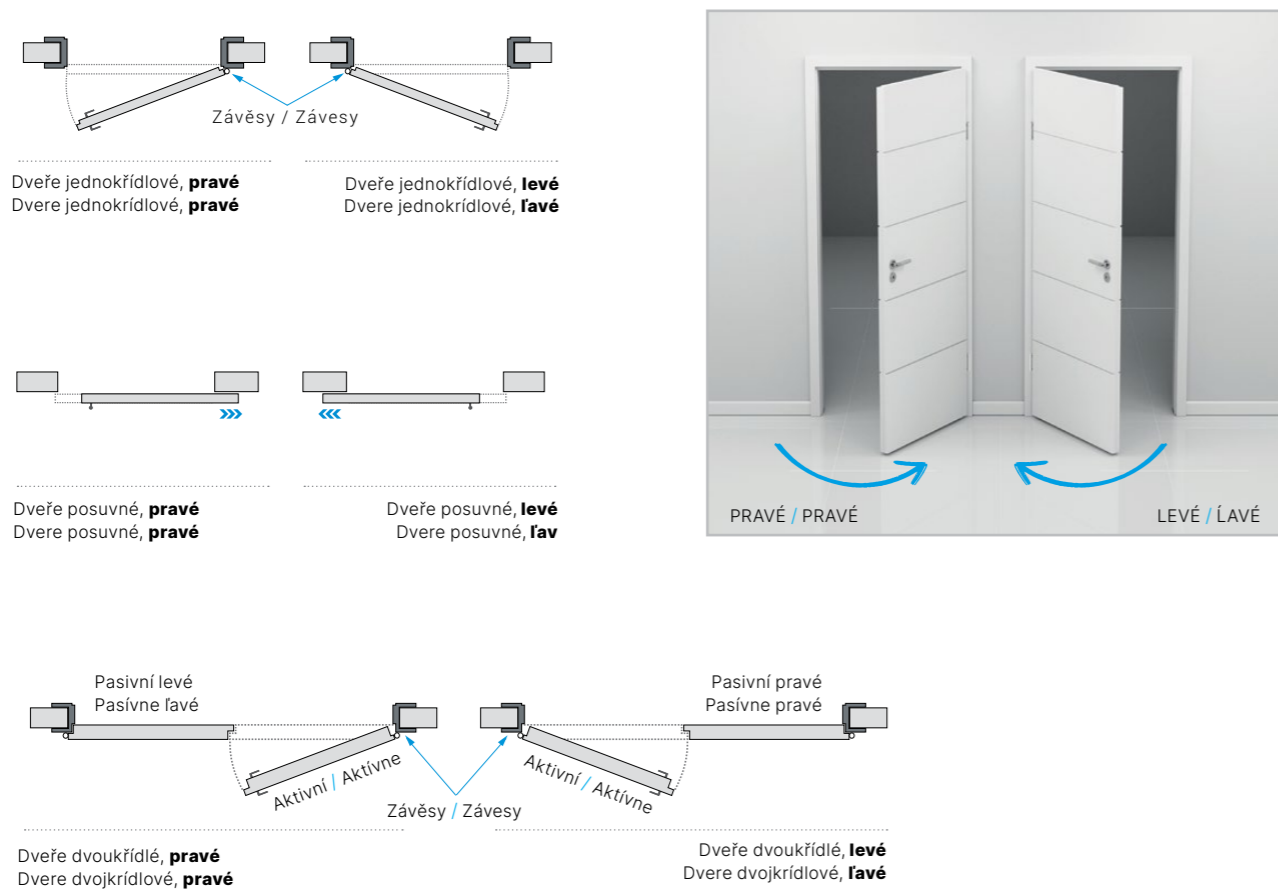 Závěsy / Závesy
Dveře jednokřídlové, pravé
Dvere jednokrídlové, pravé
Dveře jednokřídlové, levé
Dvere jednokrídlové, ľavé
PRAVÉ / PRAVÉ
LEVÉ / ĹAVÉ
Dveře posuvné, pravé
Dvere posuvné, pravé
Dveře posuvné, levé
Dvere posuvné, ľav
Pasivní levé
Pasívne ľavé
Aktivní / Aktívne
Závěsy / Závesy
Pasivní pravé
Pasívne pravé
Aktivní / Aktívne
Dveře dvoukřídlé, pravé
Dvere dvojkrídlové, pravé
Dveře dvoukřídlé, levé
Dvere dvojkrídlové, ľavé